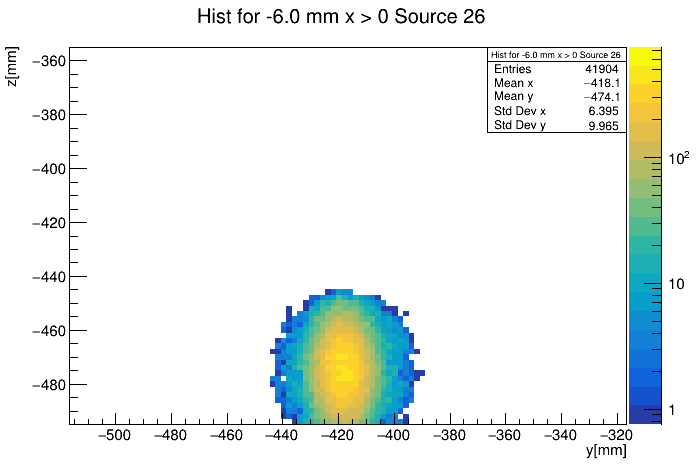 Hist for -6.0 mm x > 0 Source 26
z[mm]
Hist for -6.0 mm x > 0 Source 26
Entries 41904
Mean x −418.1
Mean y −474.1
Std Dev x 6.395
Std Dev y 9.965
−360
−380
−400
−420
−440
−460
−480
10²
10
1
−500 −480 −460 −440 −420 −400 −380 −360 −340 −320
y[mm]